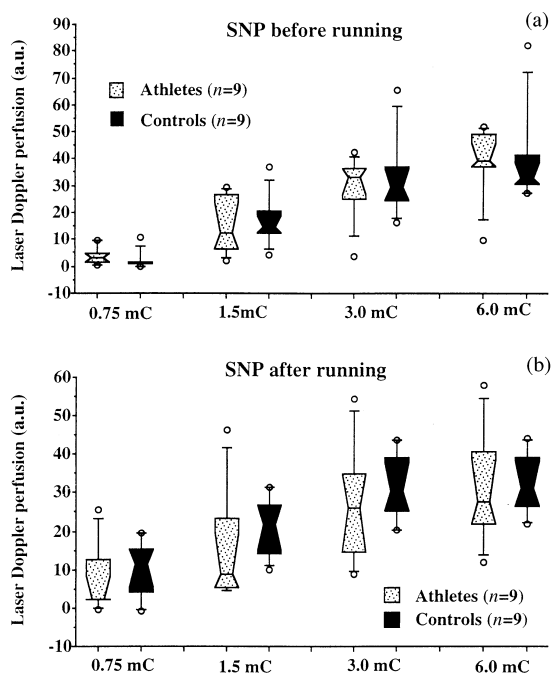 (a)
SNP before running
Laser Doppler perfusion (a.u.)
90
80
70
60
50
40
30
20
10
0
-10
Athletes (n=9)
Controls (n=9)
0.75 mC
1.5mC
3.0 mC
6.0 mC
(b)
SNP after running
Laser Doppler perfusion (a.u.)
60
50
40
30
20
10
0
-10
Athletes (n=9)
Controls (n=9)
0.75 mC
1.5 mC
3.0 mC
6.0 mC